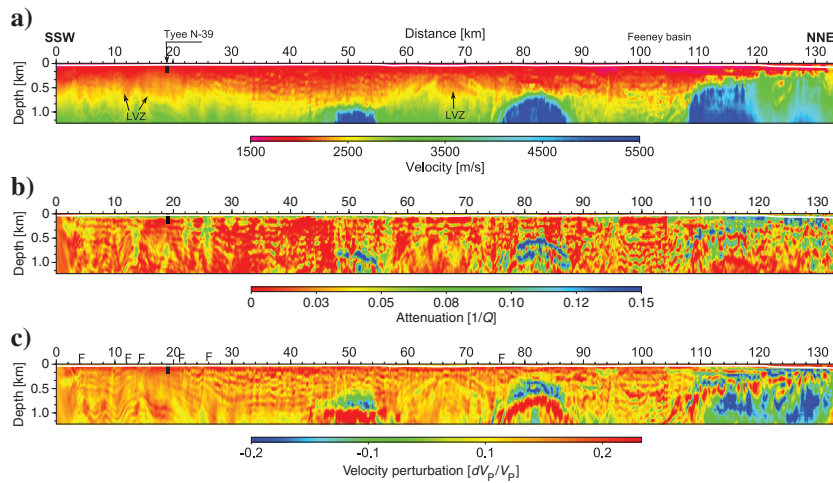 a)
SSW
Tyee N-39
Distance [km]
Feeney basin
NNE
0 10 20 30 40 50 60 70 80 90 100 110 120 130
Depth [km]
0
0.5
1.0
LVZ
LVZ
1500 2500 3500 4500 5500
Velocity [m/s]
b)
0 10 20 30 40 50 60 70 80 90 100 110 120 130
Depth [km]
0
0.5
1.0
0 0.03 0.05 0.08 0.10 0.12 0.15
Attenuation [1/Q]
c)
0 10 20 30 40 50 60 70 80 90 100 110 120 130
F F F F F F
Depth [km]
0
0.5
1.0
-0.2 -0.1 0.1 0.2
Velocity perturbation [dVP/VP]